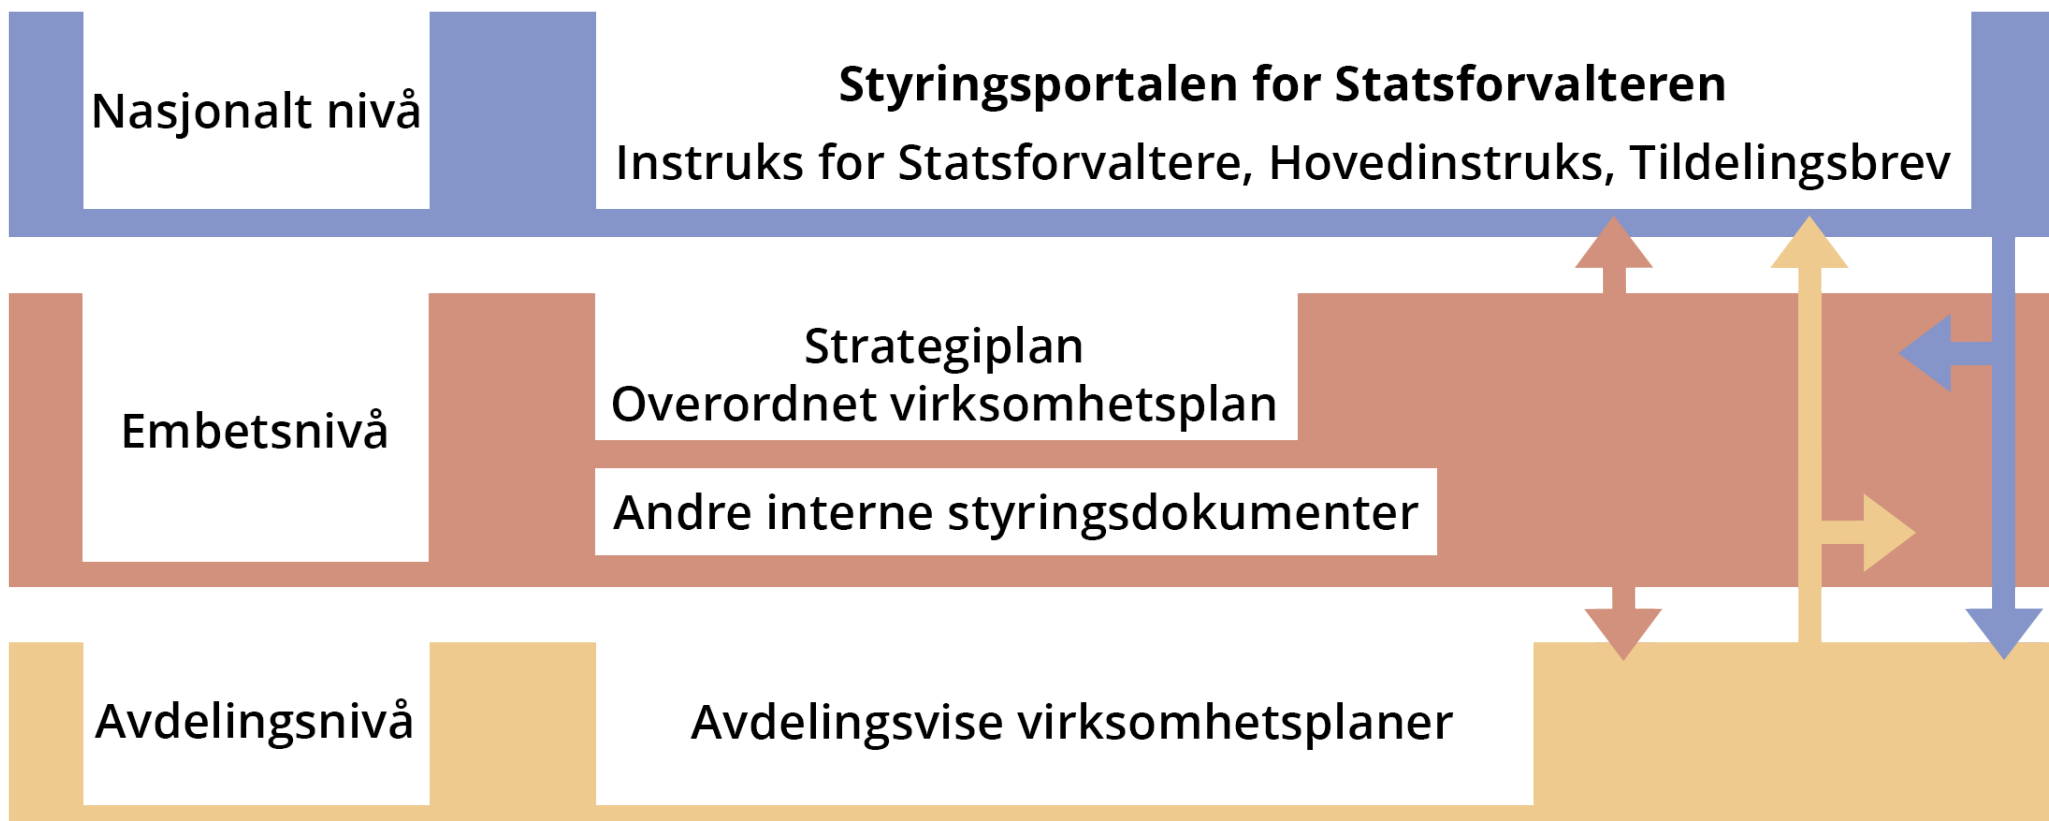 Nasjonalt nivå
Styringsportalen for Statsforvalteren
Instruks for Statsforvaltere, Hovedinstruks, Tildelingsbrev
Embetsnivå
Strategiplan
Overordnet virksomhetsplan
Andre interne styringsdokumenter
Avdelingsnivå
Avdelingsvise virksomhetsplaner